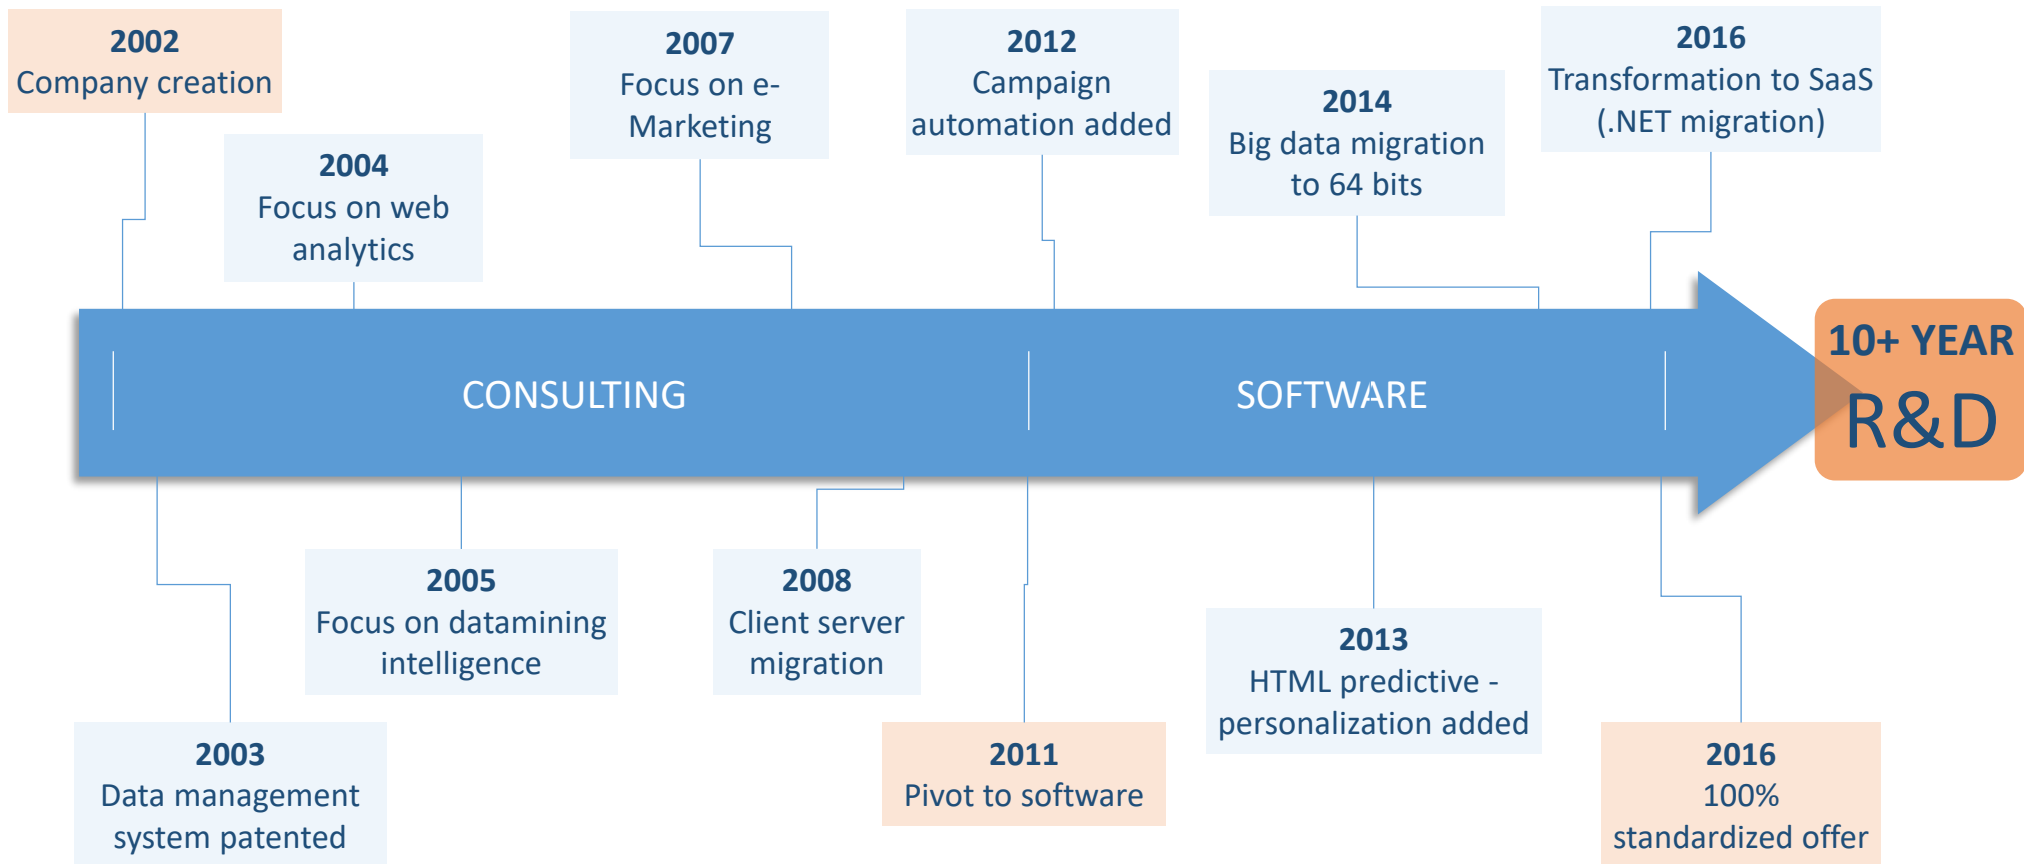 2002
Company creation
2004
Focus on web
analytics
2007
Focus on e-
Marketing
2012
Campaign
automation added
2014
Big data migration
to 64 bits
2016
Transformation to SaaS
(.NET migration)
CONSULTING
SOFTWARE
10+ YEAR
R&D
2003
Data management
system patented
2005
Focus on datamining
intelligence
2008
Client server
migration
2011
Pivot to software
2013
HTML predictive -
personalization added
2016
100%
standardized offer